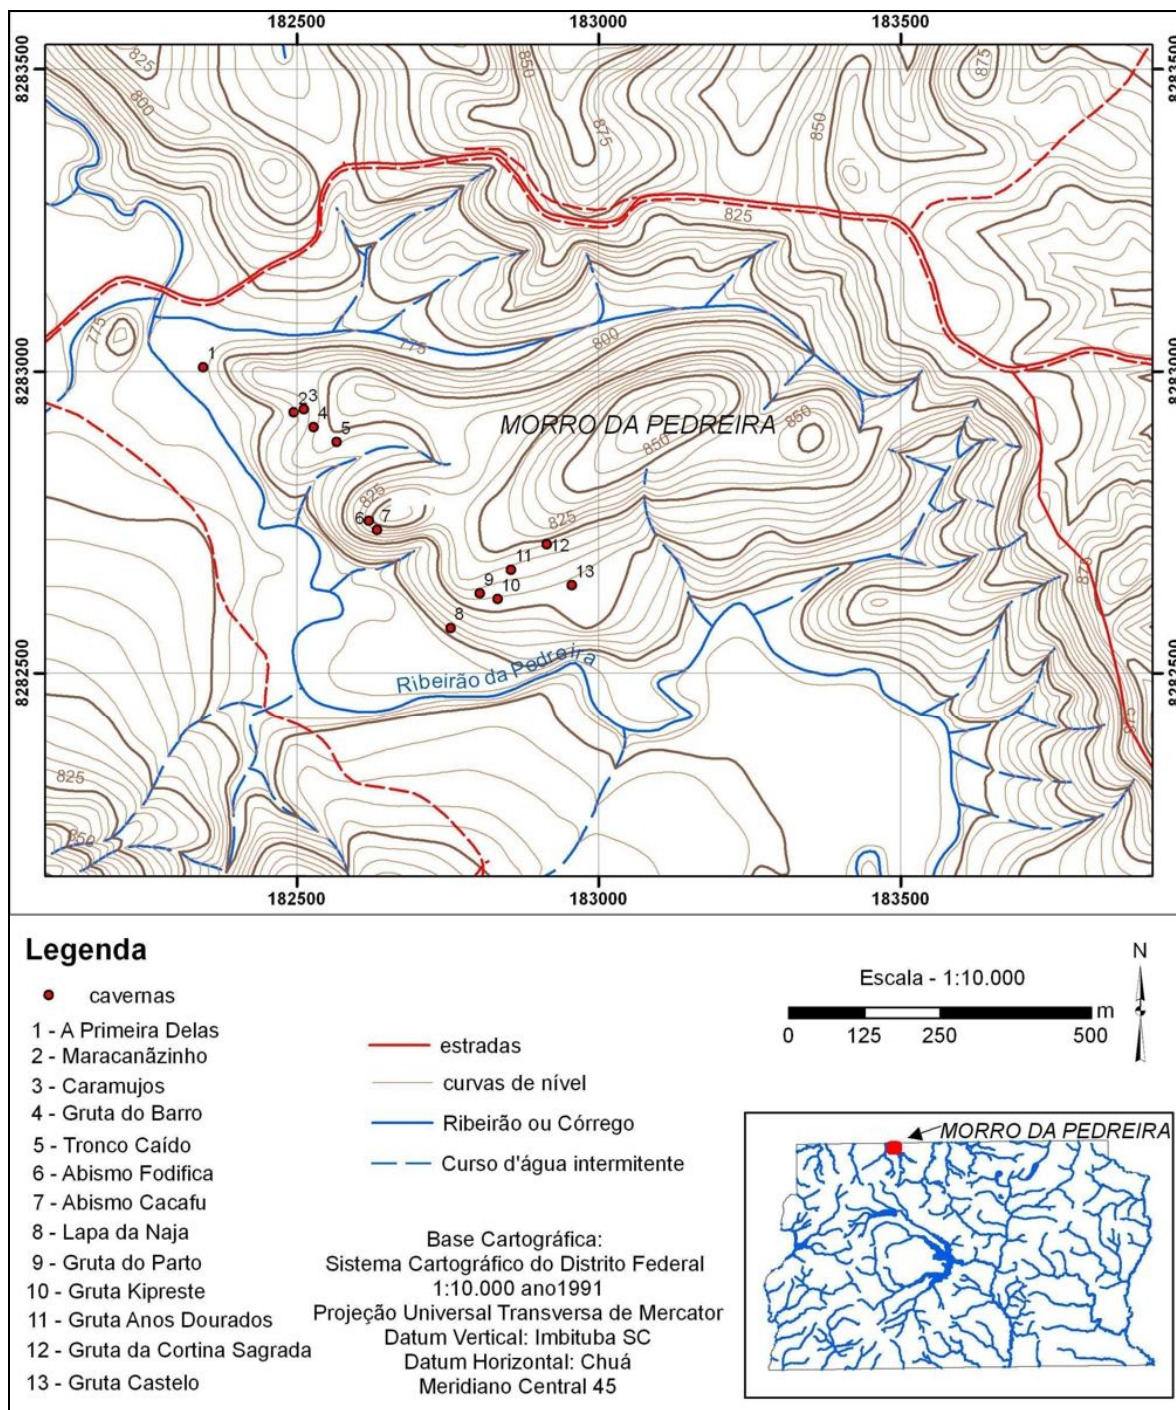 182500 183000 183500
8283500 8283500
825 850 875
800 875 850
825
775
800
775
8283000 8283000
1
2 3
4
5
MORRO DA PEDREIRA
850
850
825
6 7
825
12
11
13
9
10
8
875
Ribeirão da Pedreira
8282500 8282500
875
825
850
182500 183000 183500
Legenda
cavernas
1 - A Primeira Delas
2 - Maracanãzinho
3 - Caramujos
4 - Gruta do Barro
5 - Tronco Caído
6 - Abismo Fodifica
7 - Abismo Cacafu
8 - Lapa da Naja
9 - Gruta do Parto
10 - Gruta Kipreste
11 - Gruta Anos Dourados
12 - Gruta da Cortina Sagrada
13 - Gruta Castelo
estradas
curvas de nível
Ribeirão ou Córrego
Curso d'água intermitente
Base Cartográfica:
Sistema Cartográfico do Distrito Federal
1:10.000 ano1991
Projeção Universal Transversa de Mercator
Datum Vertical: Imbituba SC
Datum Horizontal: Chuá
Meridiano Central 45
Escala - 1:10.000
m
0 125 250 500
N
MORRO DA PEDREIRA